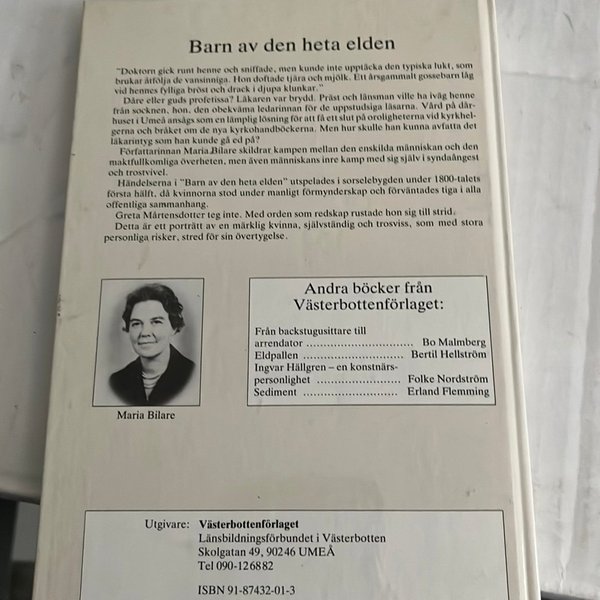 Barn av den heta elden
"Doktorn gick runt henne och sniffade, men kunde inte upptäcka den typiska lukt, som
brukar åtfölja de vansinniga. Hon doftade tjära och mjölk. Ett årsgammalt gossebarn låg
vid hennes fylliga bröst och drack i djupa klunkar."
Dåre eller guds profetissa? Läkaren var brydd. Präst och länsman ville ha iväg henne
från socknen, hon, den obekväma ledarinnan för de uppstudsiga läsarna. Vård på dår-
huset i Umeå ansågs som en lämplig lösning för att få ett slut på oroligheterna vid kyrkhel-
gerna och bråket om de nya kyrkohandböckerna. Men hur skulle han kunna avfatta det
läkarintyg som han kunde gå ed på?
Författarinnan Maria Bilare skildrar kampen mellan den enskilda människan och den
maktfullkomliga överheten, men även människans inre kamp med sig själv i syndaångest
och trostvivel.
Händelserna i "Barn av den heta elden" utspelades i sorselebygden under 1800-talets
första hälft, då kvinnorna stod under manligt förmynderskap och förväntades tiga i alla
offentliga sammanhang.
Greta Mårtensdotter teg inte. Med orden som redskap rustade hon sig till strid.
Detta är ett porträtt av en märklig kvinna, självständig och trosviss, som med stora
personliga risker, stred för sin övertygelse.
Maria Bilare
Andra böcker från
Västerbottenförlaget:
Från backstugusittare till
arrendator ............................ Bo Malmberg
Eldpallen ............................ Bertil Hellström
Ingvar Hällgren – en konstnärs-
personlighet ...................... Folke Nordström
Sediment ......................... Erland Flemming
Utgivare: Västerbottenförlaget
Länsbildningsförbundet i Västerbotten
Skolgatan 49, 902 46 UMEÅ
Tel 090-12 68 82
ISBN 91-87432-01-3